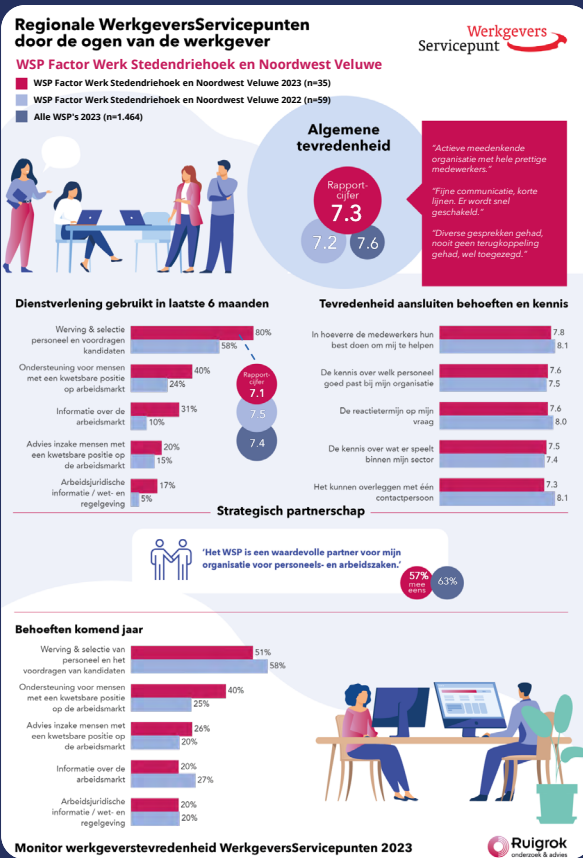 Regionale WerkgeversServicepunten
door de ogen van de werkgever
Werkgevers
Servicepunt
WSP Factor Werk Stedendriehoek en Noordwest Veluwe
WSP Factor Werk Stedendriehoek en Noordwest Veluwe 2023 (n=35)
WSP Factor Werk Stedendriehoek en Noordwest Veluwe 2022 (n=59)
Alle WSP's 2023 (n=1.464)
Algemene
tevredenheid
Rapport-
cijfer
7.3
7.2
7.6
"Actieve meedenkende
organisatie met hele prettige
medewerkers."
"Fijne communicatie, korte
lijnen. Er wordt snel
geschakeld."
"Diverse gesprekken gehad,
nooit geen terugkoppeling
gehad, wel toegezegd."
Dienstverlening gebruikt in laatste 6 maanden
Werving & selectie
personeel en voordragen
kandidaten
80%
58%
Ondersteuning voor mensen
met een kwetsbare positie
op arbeidsmarkt
40%
24%
Informatie over de
arbeidsmarkt
31%
10%
Advies inzake mensen met
een kwetsbare positie op
de arbeidsmarkt
20%
15%
Arbeidsjuridische
informatie / wet- en
regelgeving
17%
5%
Rapport-
cijfer
7.1
7.5
7.4
Tevredenheid aansluiten behoeften en kennis
In hoeverre de medewerkers hun
best doen om mij te helpen
7.8
8.1
De kennis over welk personeel
goed past bij mijn organisatie
7.6
7.5
De reactietermijn op mijn
vraag
7.6
8.0
De kennis over wat er speelt
binnen mijn sector
7.5
7.4
Het kunnen overleggen met één
contactpersoon
7.3
8.1
Strategisch partnerschap
'Het WSP is een waardevolle partner voor mijn
organisatie voor personeels- en arbeidszaken.'
57%
mee
eens
63%
Behoeften komend jaar
Werving & selectie van
personeel en het
voordragen van kandidaten
51%
58%
Ondersteuning voor mensen
met een kwetsbare positie
op de arbeidsmarkt
40%
25%
Advies inzake mensen met
een kwetsbare positie op
de arbeidsmarkt
26%
20%
Informatie over de
arbeidsmarkt
20%
27%
Arbeidsjuridische
informatie / wet- en
regelgeving
20%
20%
Monitor werkgeverstevredenheid WerkgeversServicepunten 2023
Ruigrok
onderzoek & advies